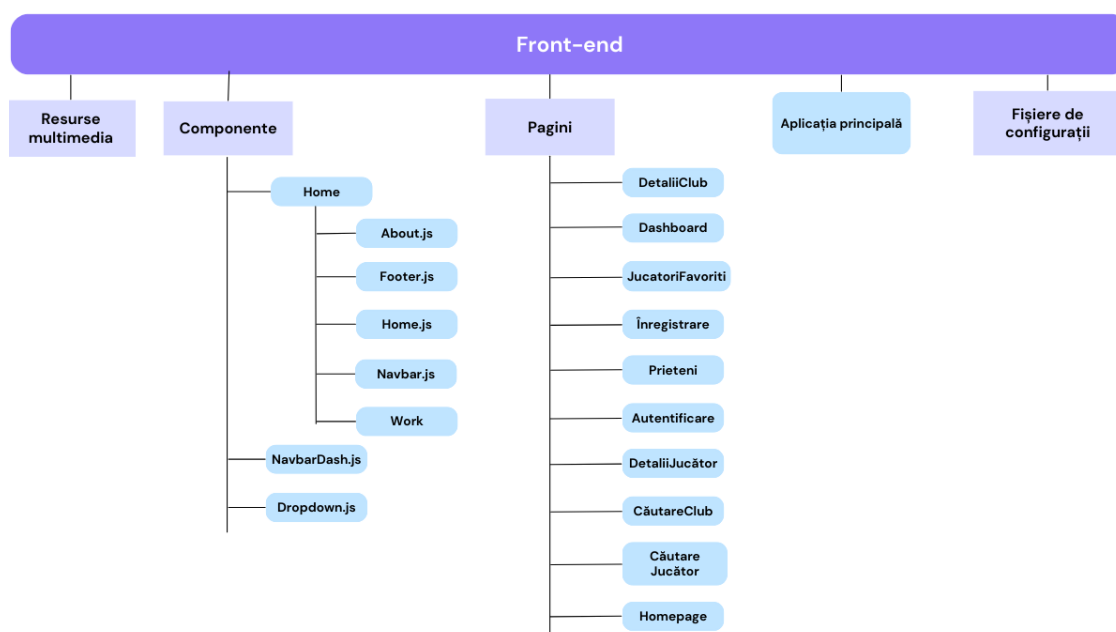 Front-end
Resurse
multimedia
Componente
Pagini
Aplicația principală
Fișiere de
configurații
Home
About.js
Footer.js
Home.js
Navbar.js
Work
NavbarDash.js
Dropdown.js
DetaliiClub
Dashboard
JucatoriFavoriti
Înregistrare
Prieteni
Autentificare
DetaliiJucător
CăutareClub
Căutare
Jucător
Homepage